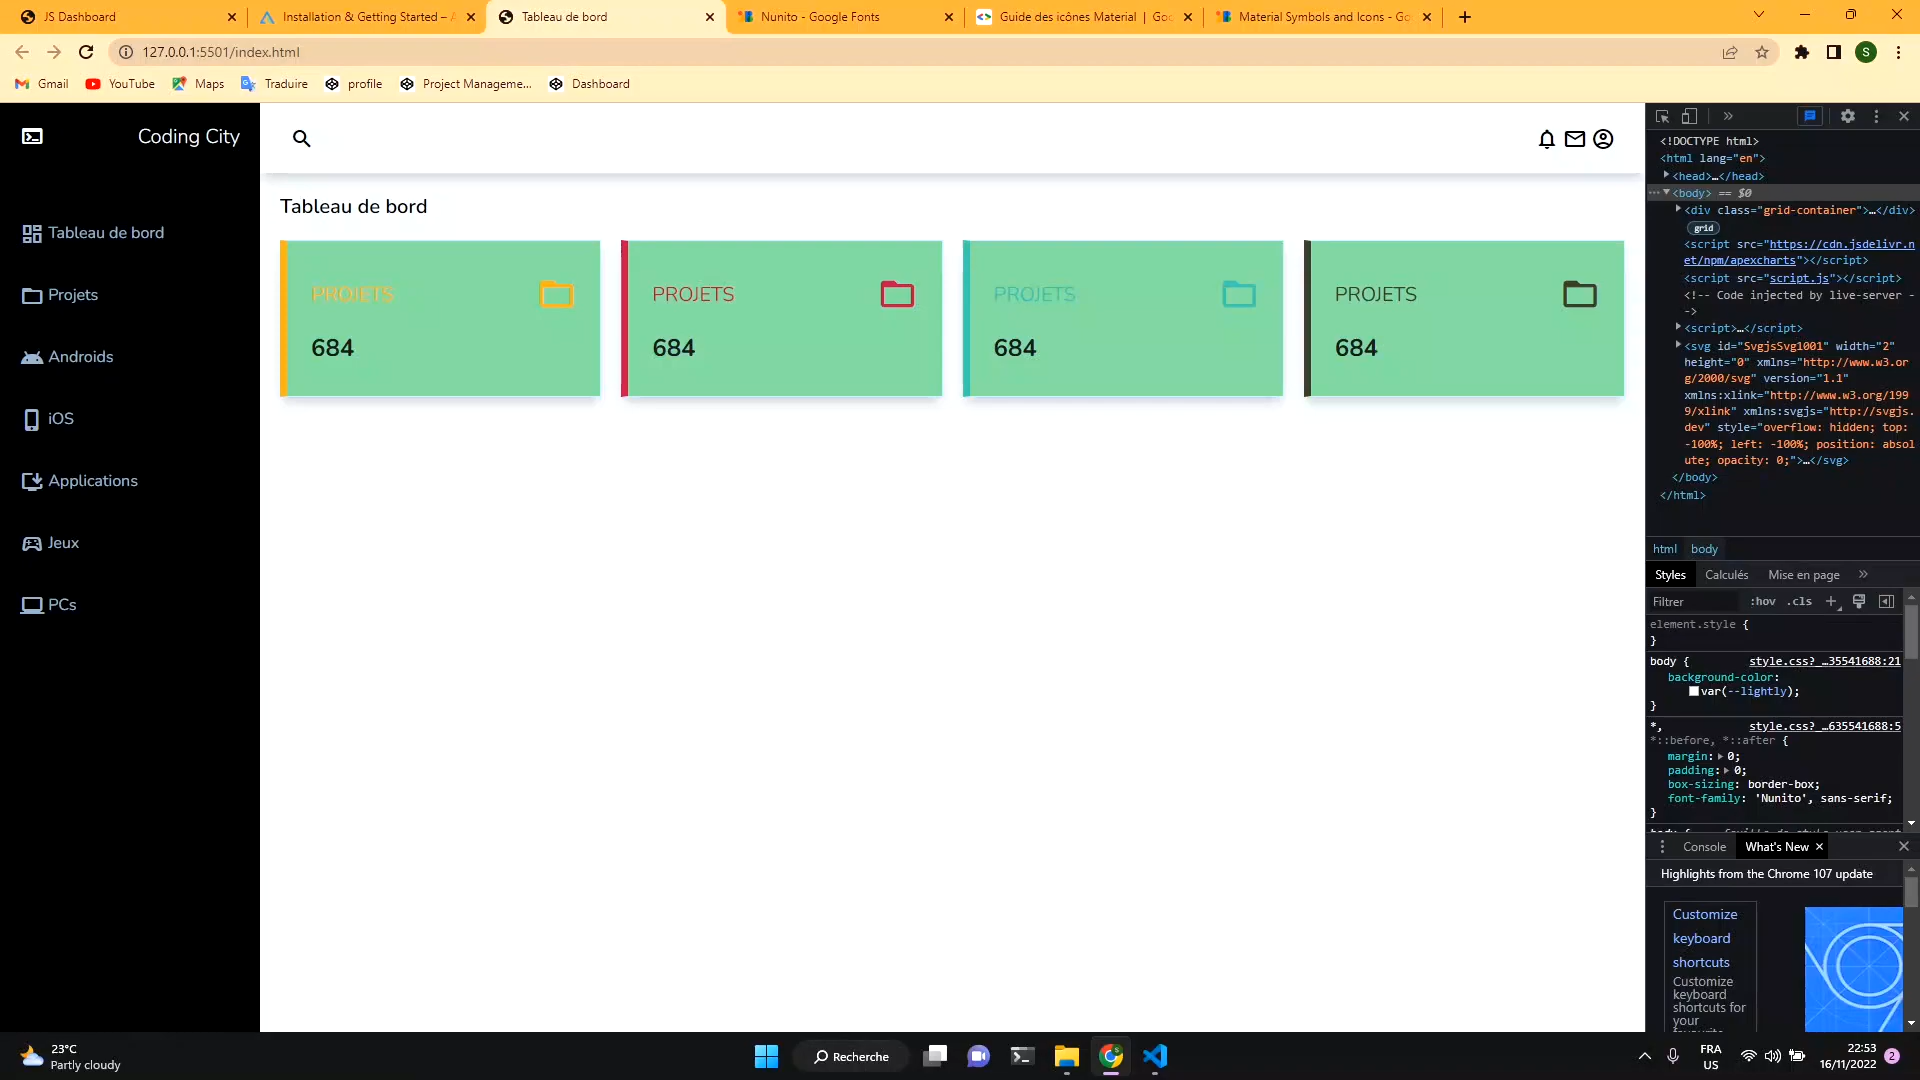 JS Dashboard
Installation & Getting Started – A
Tableau de bord
Nunito - Google Fonts
Guide des icônes Material | Goo
Material Symbols and Icons - Go
127.0.0.1:5501/index.html
S
Gmail
YouTube
Maps
Traduire
profile
Project Manageme...
Dashboard
Coding City
Tableau de bord
Projets
Androids
iOS
Applications
Jeux
PCs
Tableau de bord
PROJETS
684
PROJETS
684
PROJETS
684
PROJETS
684
<!DOCTYPE html>
<html lang="en">
<head>…</head>
<body> == $0
<div class="grid-container">…</div>
grid
<script src="https://cdn.jsdelivr.n
et/npm/apexcharts"></script>
<script src="script.js"></script>
<!-- Code injected by live-server -
->
<script>…</script>
<svg id="SvgjsSvg1001" width="2"
height="0" xmlns="http://www.w3.or
g/2000/svg" version="1.1"
xmlns:xlink="http://www.w3.org/199
9/xlink" xmlns:svgjs="http://svgjs.
dev" style="overflow: hidden; top:
-100%; left: -100%; position: absol
ute; opacity: 0;">…</svg>
</body>
</html>
html body
Styles Calculés Mise en page
Filtrer :hov .cls
element.style {
}
body { style.css?_…35541688:21
background-color:
var(--lightly);
}
*, style.css?_…635541688:5
*::before, *::after {
margin: 0;
padding: 0;
box-sizing: border-box;
font-family: 'Nunito', sans-serif;
}
Console What's New
Highlights from the Chrome 107 update
Customize
keyboard
shortcuts
Customize
keyboard
shortcuts for
your
23°C
Partly cloudy
Recherche
FRA
US
22:53
16/11/2022
2